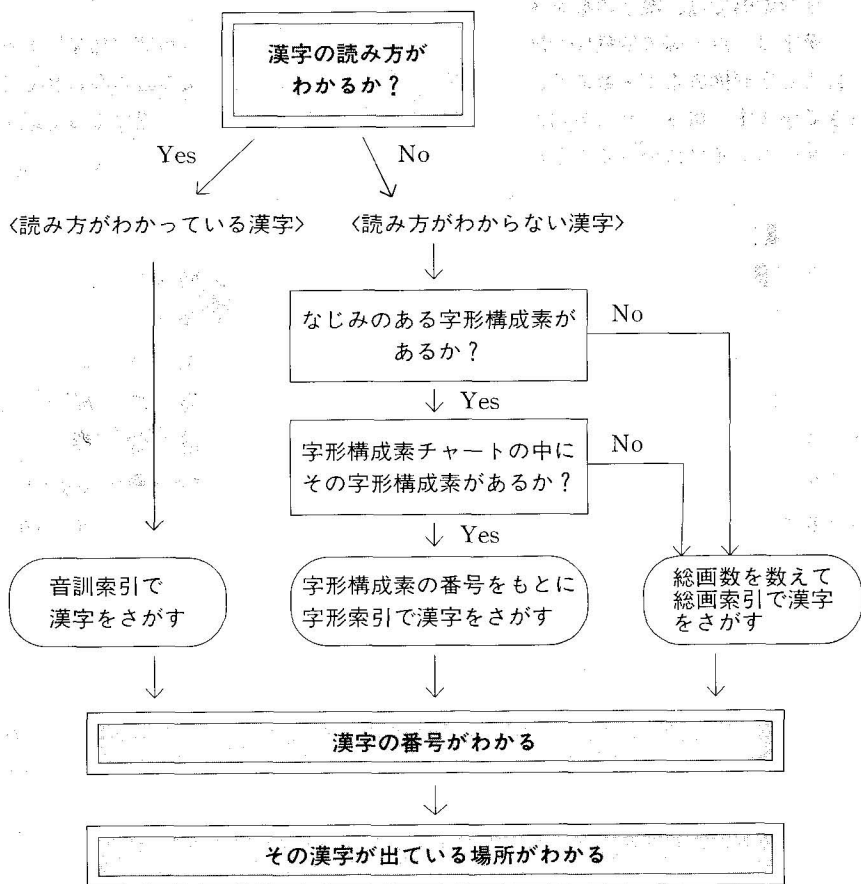 漢字の読み方が
わかるか？
Yes
No
〈読み方がわかっている漢字〉
〈読み方がわからない漢字〉
なじみのある字形構成素が
あるか？
No
Yes
字形構成素チャートの中に
その字形構成素があるか？
No
Yes
音訓索引で
漢字をさがす
字形構成素の番号をもとに
字形索引で漢字をさがす
総画数を数えて
総画索引で漢字
をさがす
漢字の番号がわかる
その漢字が出ている場所がわかる